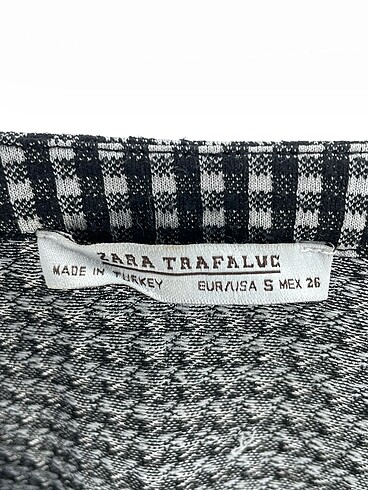 ZARA TRAFALUC
MADE IN TURKEY EUR/USA S MEX 26